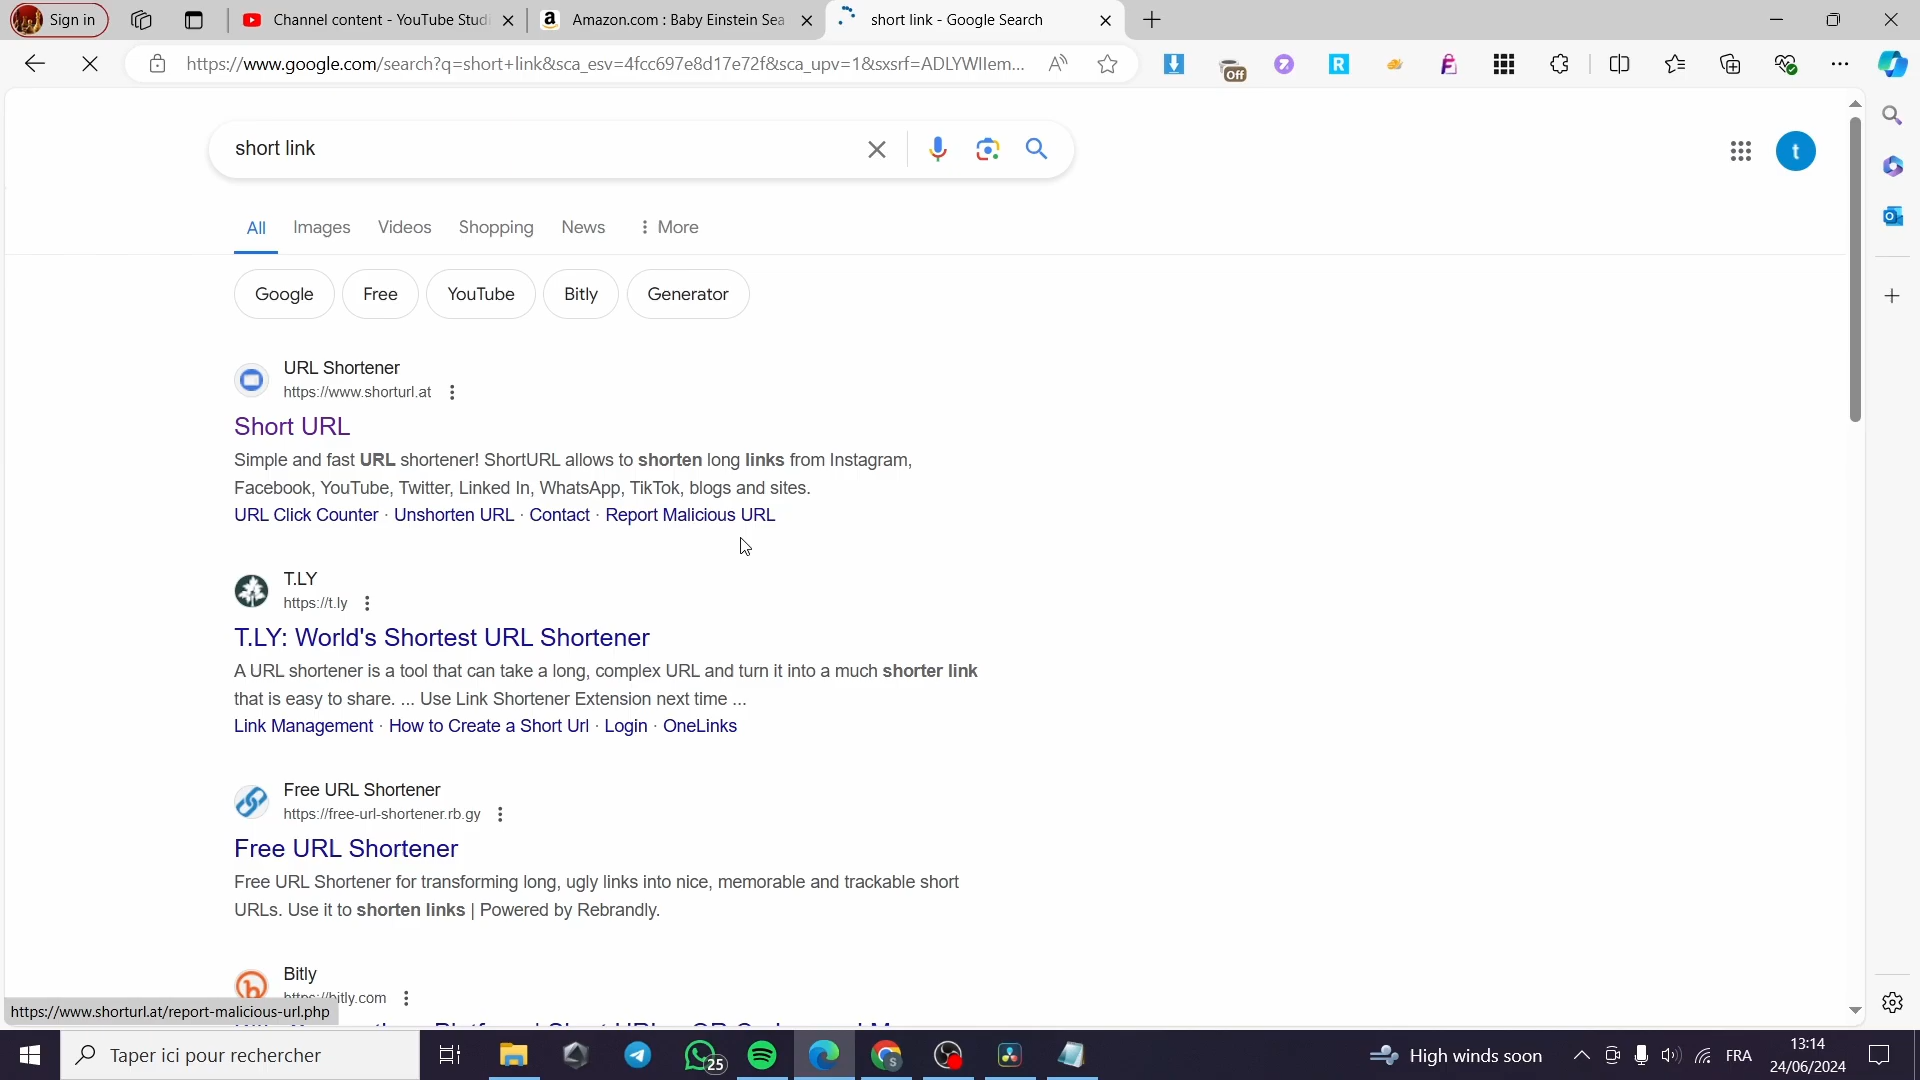 Sign in
Channel content - YouTube Studi
Amazon.com : Baby Einstein Sea
short link - Google Search
https://www.google.com/search?q=short+link&sca_esv=4fcc697e8d17e72f&sca_upv=1&sxsrf=ADLYWIIem...
Off
short link
t
All Images Videos Shopping News More
Google Free YouTube Bitly Generator
URL Shortener
https://www.shorturl.at
Short URL
Simple and fast URL shortener! ShortURL allows to shorten long links from Instagram,
Facebook, YouTube, Twitter, Linked In, WhatsApp, TikTok, blogs and sites.
URL Click Counter · Unshorten URL · Contact · Report Malicious URL
T.LY
https://t.ly
T.LY: World's Shortest URL Shortener
A URL shortener is a tool that can take a long, complex URL and turn it into a much shorter link
that is easy to share. ... Use Link Shortener Extension next time ...
Link Management · How to Create a Short Url · Login · OneLinks
Free URL Shortener
https://free-url-shortener.rb.gy
Free URL Shortener
Free URL Shortener for transforming long, ugly links into nice, memorable and trackable short
URLs. Use it to shorten links | Powered by Rebrandly.
Bitly
https://bitly.com
https://www.shorturl.at/report-malicious-url.php
Taper ici pour rechercher
25
High winds soon
FRA
13:14
24/06/2024